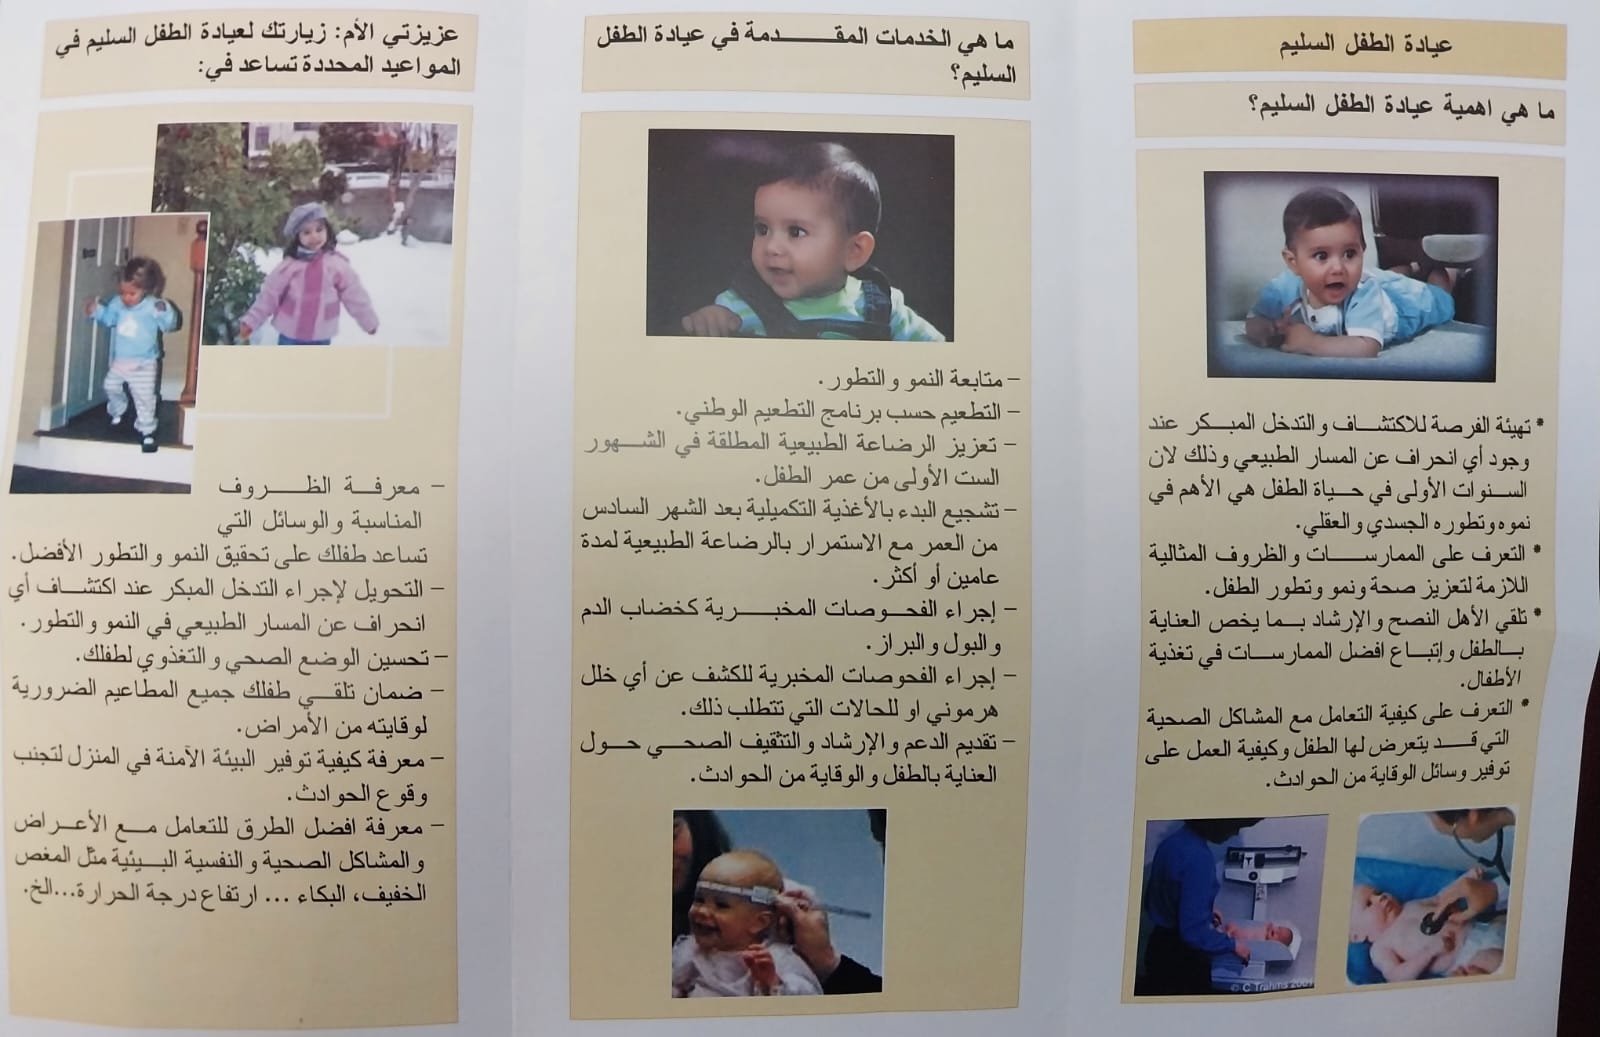 عيادة الطفل السليم
ما هي اهمية عيادة الطفل السليم؟
* تهيئة الفرصة للاكتشاف والتدخل المبكر عند
وجود أي انحراف عن المسار الطبيعي وذلك لان
السنوات الأولى في حياة الطفل هي الأهم في
نموه وتطوره الجسدي والعقلي.
* التعرف على الممارسات والظروف المثالية
اللازمة لتعزيز صحة ونمو وتطور الطفل.
* تلقي الأهل النصح والإرشاد بما يخص العناية
بالطفل وإتباع افضل الممارسات في تغذية
الأطفال.
* التعرف على كيفية التعامل مع المشاكل الصحية
التي قد يتعرض لها الطفل وكيفية العمل على
توفير وسائل الوقاية من الحوادث.
© C Trahms 2001
ما هي الخدمات المقدمة في عيادة الطفل
السليم؟
- متابعة النمو والتطور.
- التطعيم حسب برنامج التطعيم الوطني.
- تعزيز الرضاعة الطبيعية المطلقة في الشهور
الست الأولى من عمر الطفل.
- تشجيع البدء بالأغذية التكميلية بعد الشهر السادس
من العمر مع الاستمرار بالرضاعة الطبيعية لمدة
عامين أو أكثر.
- إجراء الفحوصات المخبرية كخضاب الدم
والبول والبراز.
- إجراء الفحوصات المخبرية للكشف عن أي خلل
هرموني او للحالات التي تتطلب ذلك.
- تقديم الدعم والإرشاد والتثقيف الصحي حول
العناية بالطفل والوقاية من الحوادث.
عزيزتي الأم: زيارتك لعيادة الطفل السليم في
المواعيد المحددة تساعد في:
- معرفة الظروف
المناسبة والوسائل التي
تساعد طفلك على تحقيق النمو والتطور الأفضل.
- التحويل لإجراء التدخل المبكر عند اكتشاف أي
انحراف عن المسار الطبيعي في النمو والتطور.
- تحسين الوضع الصحي والتغذوي لطفلك.
- ضمان تلقي طفلك جميع المطاعيم الضرورية
لوقايته من الأمراض.
- معرفة كيفية توفير البيئة الآمنة في المنزل لتجنب
وقوع الحوادث.
- معرفة افضل الطرق للتعامل مع الأعراض
والمشاكل الصحية والنفسية البيئية مثل المغص
الخفيف، البكاء ... ارتفاع درجة الحرارة...الخ.